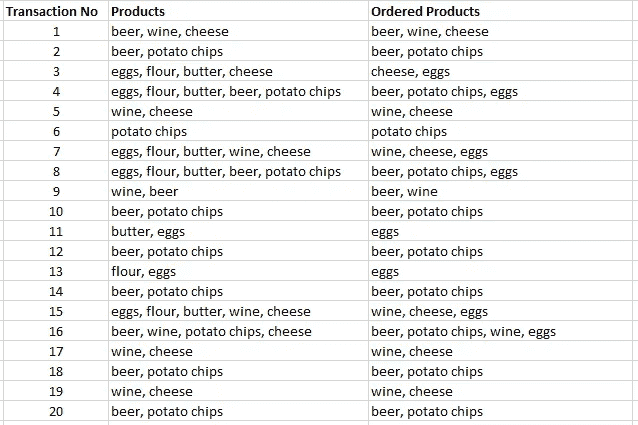 Transaction No Products Ordered Products
1 beer, wine, cheese beer, wine, cheese
2 beer, potato chips beer, potato chips
3 eggs, flour, butter, cheese cheese, eggs
4 eggs, flour, butter, beer, potato chips beer, potato chips, eggs
5 wine, cheese wine, cheese
6 potato chips potato chips
7 eggs, flour, butter, wine, cheese wine, cheese, eggs
8 eggs, flour, butter, beer, potato chips beer, potato chips, eggs
9 wine, beer beer, wine
10 beer, potato chips beer, potato chips
11 butter, eggs eggs
12 beer, potato chips beer, potato chips
13 flour, eggs eggs
14 beer, potato chips beer, potato chips
15 eggs, flour, butter, wine, cheese wine, cheese, eggs
16 beer, wine, potato chips, cheese beer, potato chips, wine, eggs
17 wine, cheese wine, cheese
18 beer, potato chips beer, potato chips
19 wine, cheese wine, cheese
20 beer, potato chips beer, potato chips